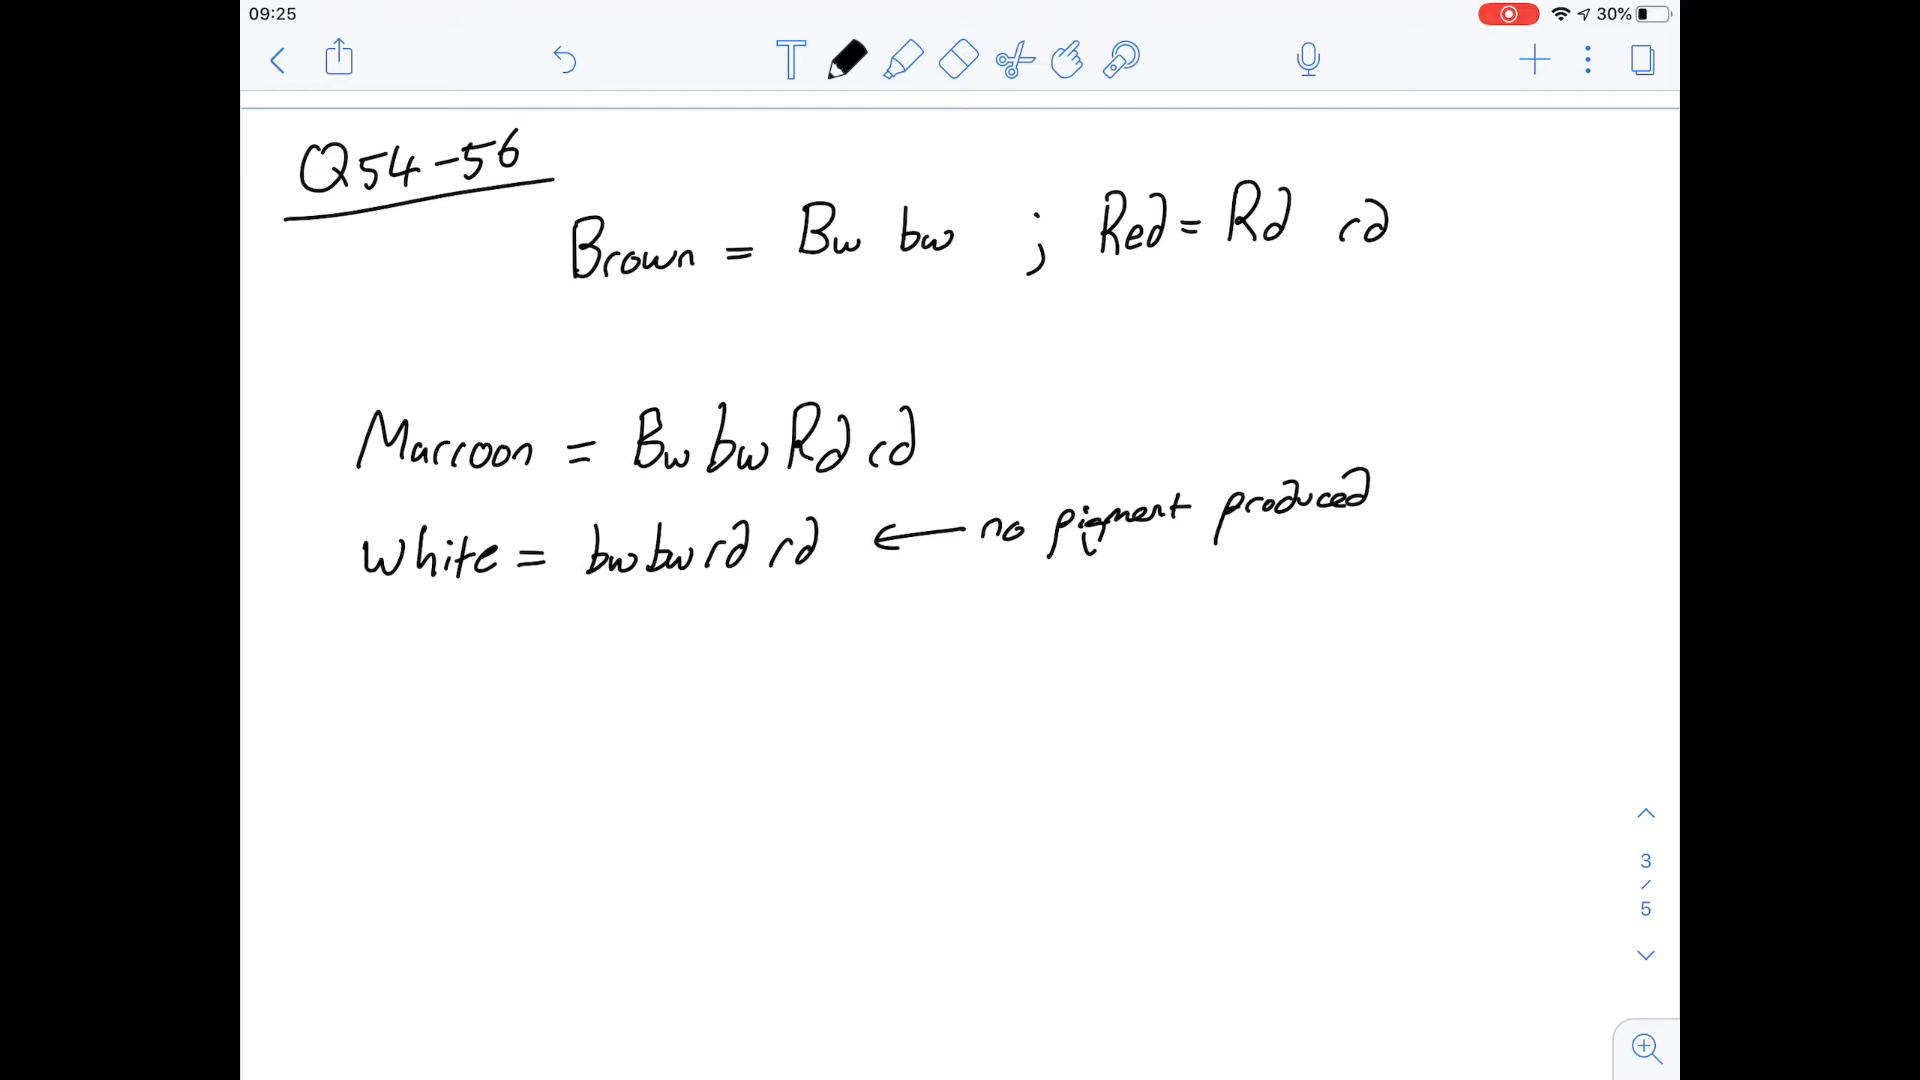 09:25
30%
T
Q54-56
Brown = Bw bw ; Red = Rd rd
Marroon = Bw bw Rd rd
White = bw bw rd rd ← no pigment produced
3
/
5